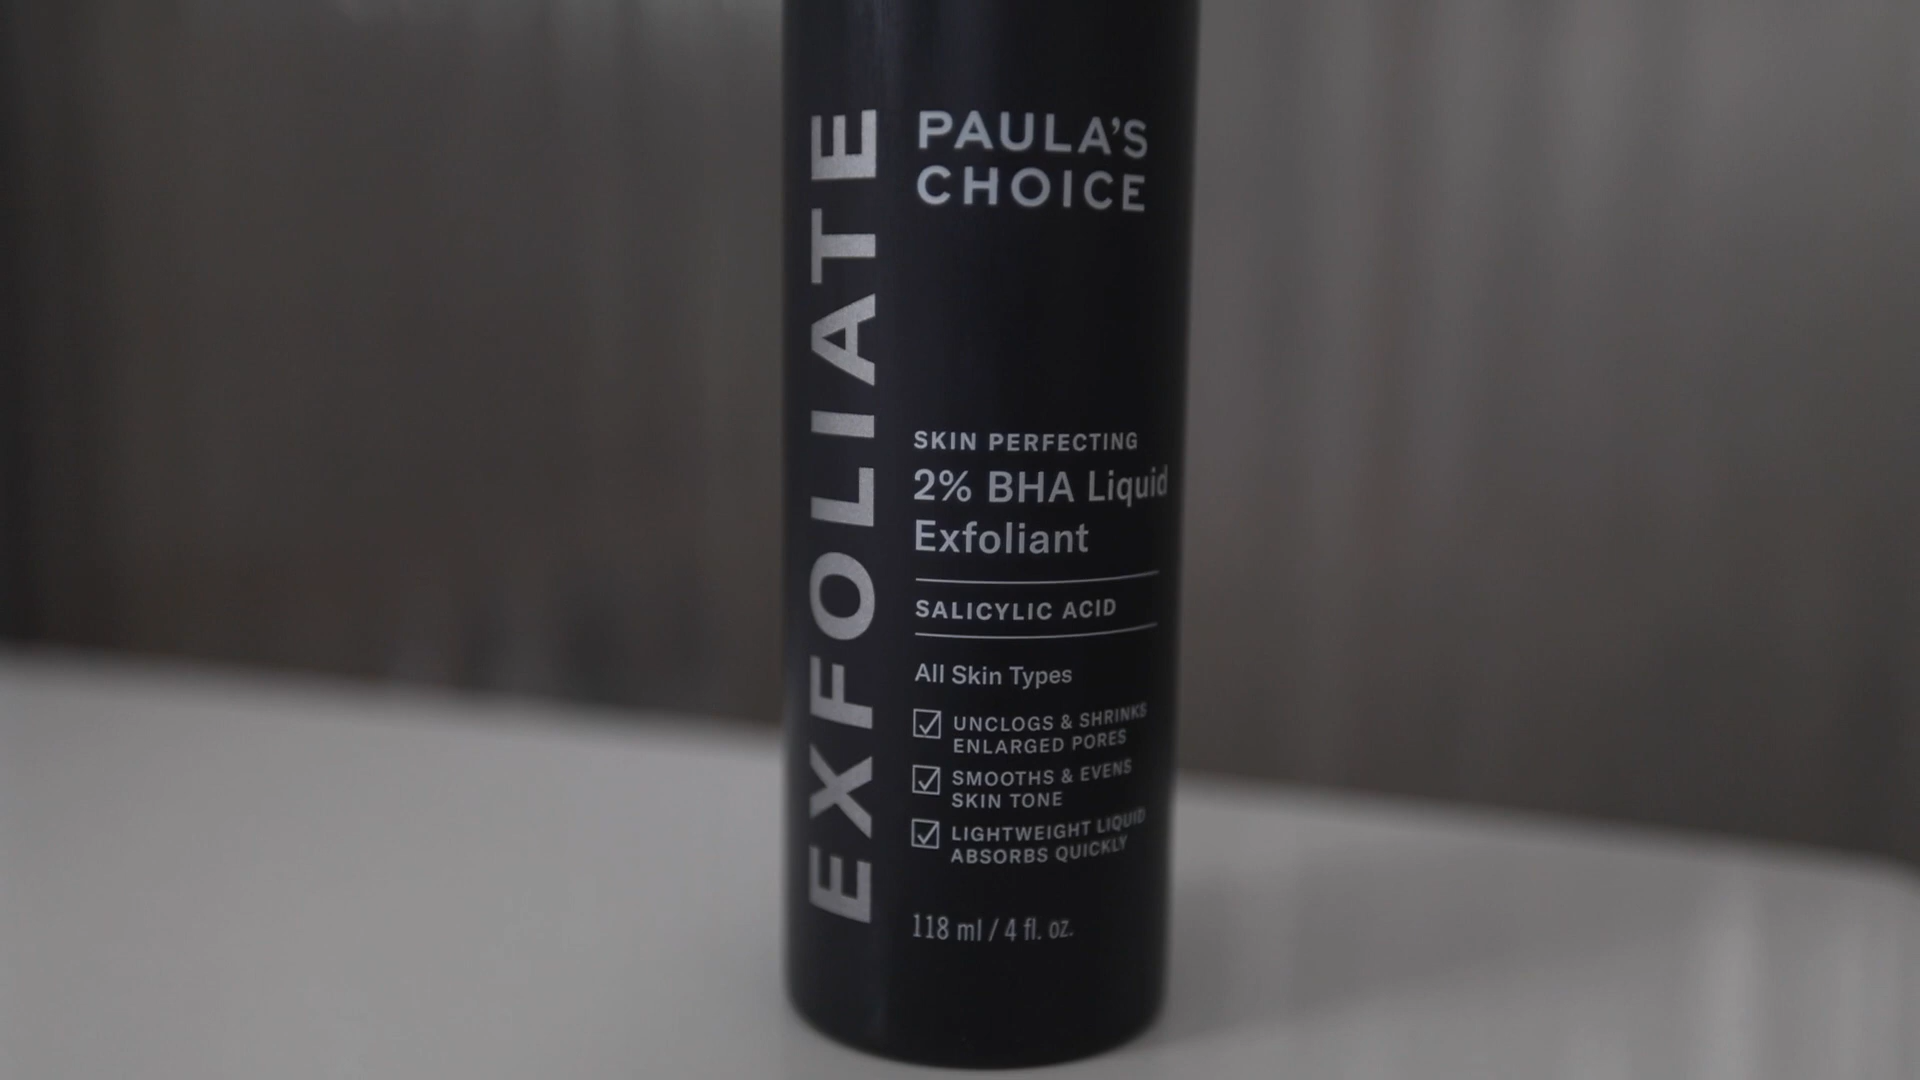 EXFOLIATE
PAULA'S
CHOICE
SKIN PERFECTING
2% BHA Liquid
Exfoliant
SALICYLIC ACID
All Skin Types
UNCLOGS & SHRINKS
ENLARGED PORES
SMOOTHS & EVENS
SKIN TONE
LIGHTWEIGHT LIQUID
ABSORBS QUICKLY
118 ml / 4 fl. oz.